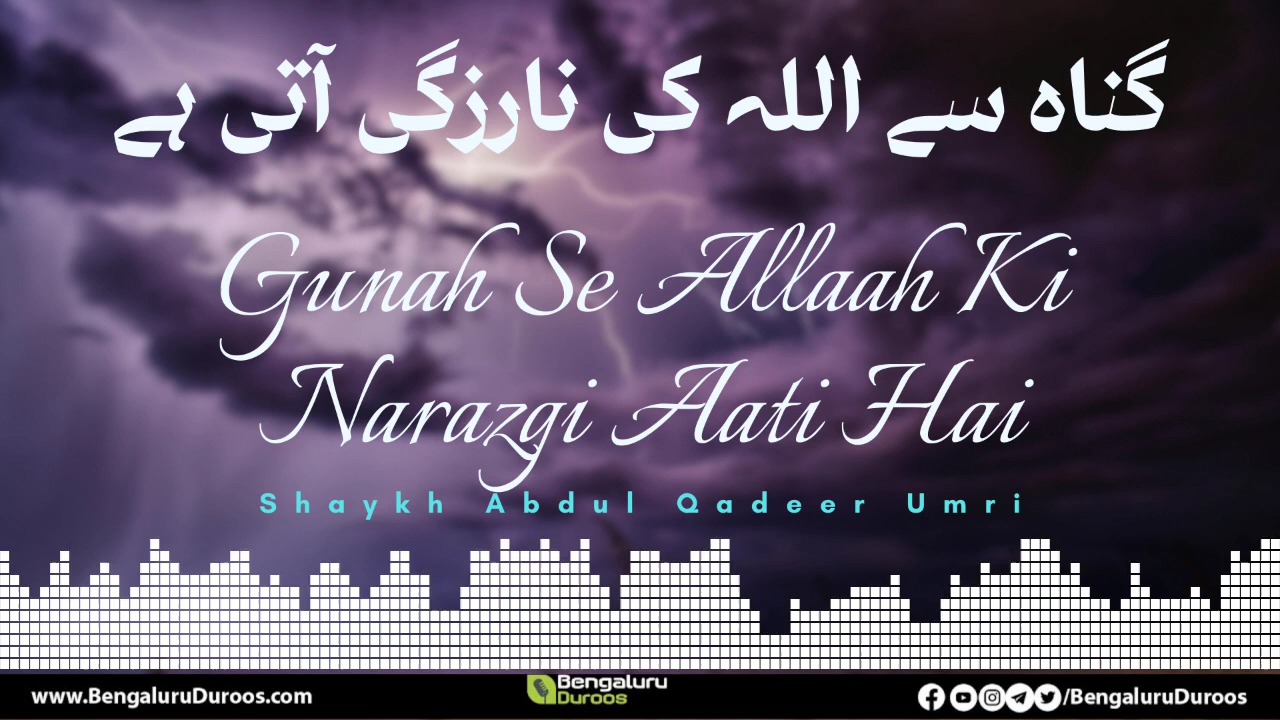 گناہ سے اللہ کی نارزگی آتی ہے
Gunah Se Allaah Ki
Narazgi Aati Hai
Shaykh Abdul Qadeer Umri
www.BengaluruDuroos.com
Bengaluru
Duroos
/BengaluruDuroos